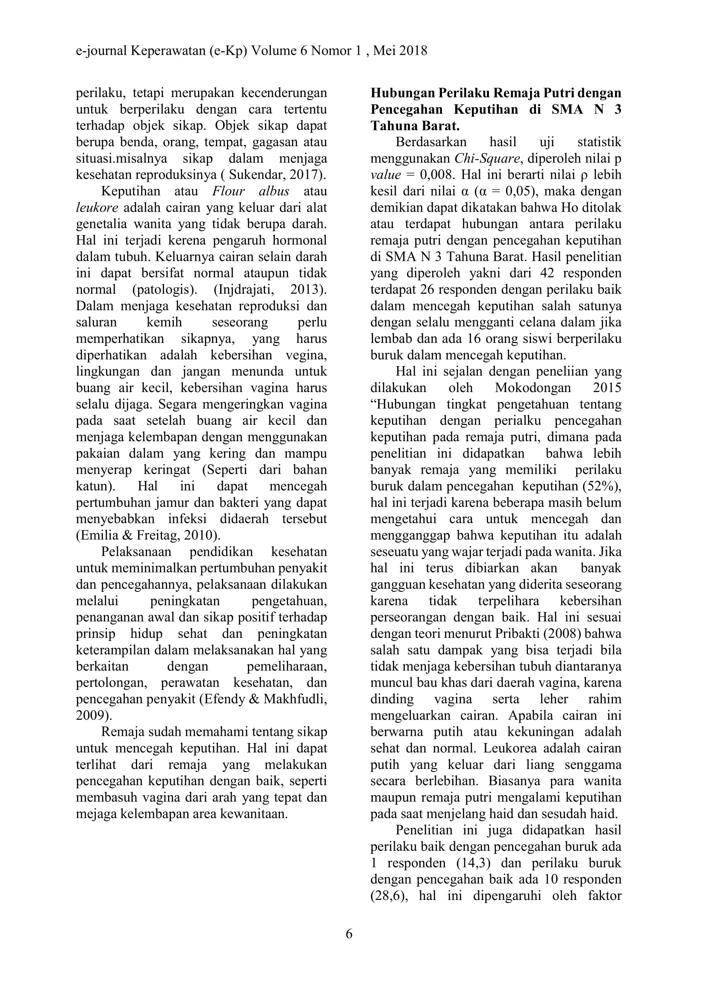 e-journal Keperawatan (e-Kp) Volume 6 Nomor 1 , Mei 2018
perilaku, tetapi merupakan kecenderungan
untuk berperilaku dengan cara tertentu
terhadap objek sikap. Objek sikap dapat
berupa benda, orang, tempat, gagasan atau
situasi.misalnya sikap dalam menjaga
kesehatan reproduksinya ( Sukendar, 2017).
Keputihan atau Flour albus atau
leukore adalah cairan yang keluar dari alat
genetalia wanita yang tidak berupa darah.
Hal ini terjadi kerena pengaruh hormonal
dalam tubuh. Keluarnya cairan selain darah
ini dapat bersifat normal ataupun tidak
normal (patologis). (Injdrajati, 2013).
Dalam menjaga kesehatan reproduksi dan
saluran kemih seseorang perlu
memperhatikan sikapnya, yang harus
diperhatikan adalah kebersihan vegina,
lingkungan dan jangan menunda untuk
buang air kecil, kebersihan vagina harus
selalu dijaga. Segara mengeringkan vagina
pada saat setelah buang air kecil dan
menjaga kelembapan dengan menggunakan
pakaian dalam yang kering dan mampu
menyerap keringat (Seperti dari bahan
katun). Hal ini dapat mencegah
pertumbuhan jamur dan bakteri yang dapat
menyebabkan infeksi didaerah tersebut
(Emilia & Freitag, 2010).
Pelaksanaan pendidikan kesehatan
untuk meminimalkan pertumbuhan penyakit
dan pencegahannya, pelaksanaan dilakukan
melalui peningkatan pengetahuan,
penanganan awal dan sikap positif terhadap
prinsip hidup sehat dan peningkatan
keterampilan dalam melaksanakan hal yang
berkaitan dengan pemeliharaan,
pertolongan, perawatan kesehatan, dan
pencegahan penyakit (Efendy & Makhfudli,
2009).
Remaja sudah memahami tentang sikap
untuk mencegah keputihan. Hal ini dapat
terlihat dari remaja yang melakukan
pencegahan keputihan dengan baik, seperti
membasuh vagina dari arah yang tepat dan
mejaga kelembapan area kewanitaan.
Hubungan Perilaku Remaja Putri dengan
Pencegahan Keputihan di SMA N 3
Tahuna Barat.
Berdasarkan hasil uji statistik
menggunakan Chi-Square, diperoleh nilai p
value = 0,008. Hal ini berarti nilai ρ lebih
kesil dari nilai α (α = 0,05), maka dengan
demikian dapat dikatakan bahwa Ho ditolak
atau terdapat hubungan antara perilaku
remaja putri dengan pencegahan keputihan
di SMA N 3 Tahuna Barat. Hasil penelitian
yang diperoleh yakni dari 42 responden
terdapat 26 responden dengan perilaku baik
dalam mencegah keputihan salah satunya
dengan selalu mengganti celana dalam jika
lembab dan ada 16 orang siswi berperilaku
buruk dalam mencegah keputihan.
Hal ini sejalan dengan peneliian yang
dilakukan oleh Mokodongan 2015
“Hubungan tingkat pengetahuan tentang
keputihan dengan perialku pencegahan
keputihan pada remaja putri, dimana pada
penelitian ini didapatkan bahwa lebih
banyak remaja yang memiliki perilaku
buruk dalam pencegahan keputihan (52%),
hal ini terjadi karena beberapa masih belum
mengetahui cara untuk mencegah dan
mengganggap bahwa keputihan itu adalah
seseuatu yang wajar terjadi pada wanita. Jika
hal ini terus dibiarkan akan banyak
gangguan kesehatan yang diderita seseorang
karena tidak terpelihara kebersihan
perseorangan dengan baik. Hal ini sesuai
dengan teori menurut Pribakti (2008) bahwa
salah satu dampak yang bisa terjadi bila
tidak menjaga kebersihan tubuh diantaranya
muncul bau khas dari daerah vagina, karena
dinding vagina serta leher rahim
mengeluarkan cairan. Apabila cairan ini
berwarna putih atau kekuningan adalah
sehat dan normal. Leukorea adalah cairan
putih yang keluar dari liang senggama
secara berlebihan. Biasanya para wanita
maupun remaja putri mengalami keputihan
pada saat menjelang haid dan sesudah haid.
Penelitian ini juga didapatkan hasil
perilaku baik dengan pencegahan buruk ada
1 responden (14,3) dan perilaku buruk
dengan pencegahan baik ada 10 responden
(28,6), hal ini dipengaruhi oleh faktor
6